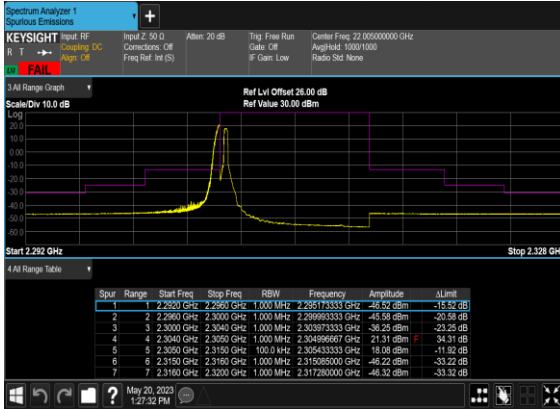 Spectrum Analyzer 1
Spurious Emissions
+
KEYSIGHT Input: RF Input Z: 50 Ω Atten: 20 dB Trig: Free Run Center Freq: 22.005000000 GHz
R T Coupling: DC Corrections: Off Gate: Off Avg|Hold: 1000/1000
Align: Off Freq Ref: Int (S) IF Gain: Low Radio Std: None
FAIL
3 All Range Graph Ref Lvl Offset 26.00 dB
Scale/Div 10.0 dB Ref Value 30.00 dBm
Log
20.0
10.0
0.00
-10.0
-20.0
-30.0
-40.0
-50.0
-60.0
Start 2.292 GHz Stop 2.328 GH
4 All Range Table
Spur Range Start Freq Stop Freq RBW Frequency Amplitude ΔLimit
1 1 2.2920 GHz 2.2960 GHz 1.000 MHz 2.295173333 GHz -46.52 dBm -15.52 dB
2 2 2.2960 GHz 2.3000 GHz 1.000 MHz 2.299993333 GHz -45.58 dBm -20.58 dB
3 3 2.3000 GHz 2.3040 GHz 1.000 MHz 2.303973333 GHz -36.25 dBm -23.25 dB
4 4 2.3040 GHz 2.3050 GHz 1.000 MHz 2.304996667 GHz 21.31 dBm F 34.31 dB
5 5 2.3050 GHz 2.3150 GHz 100.0 kHz 2.305433333 GHz 18.08 dBm -11.92 dB
6 6 2.3150 GHz 2.3160 GHz 1.000 MHz 2.315085000 GHz -46.22 dBm -33.22 dB
7 7 2.3160 GHz 2.3200 GHz 1.000 MHz 2.317280000 GHz -46.32 dBm -33.32 dB
? May 20, 2023
1:27:32 PM